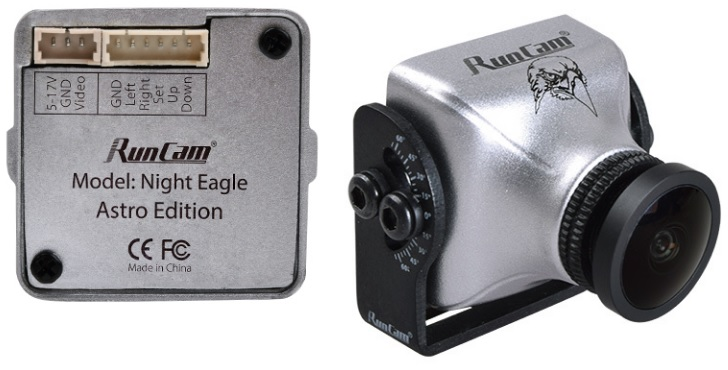 5-17V
GND
Video
GND
Left
Right
Set
Up
Down
RunCam®
Model: Night Eagle
Astro Edition
CE FC
Made in China
RunCam®
RunCam